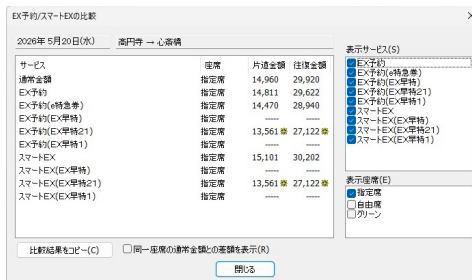 EX予約/スマートEXの比較
2026年 5月20日(水) 高円寺 → 心斎橋
サービス 座席 片道金額 往復金額
通常金額 指定席 14,960 29,920
EX予約 指定席 14,811 29,622
EX予約(e特急券) 指定席 14,470 28,940
EX予約(EX早特) 指定席 ----- -----
EX予約(EX早特21) 指定席 13,561 27,122
EX予約(EX早特1) 指定席 ----- -----
スマートEX 指定席 15,101 30,202
スマートEX(EX早特) 指定席 ----- -----
スマートEX(EX早特21) 指定席 13,561 27,122
スマートEX(EX早特1) 指定席 ----- -----
表示サービス(S)
EX予約
EX予約(e特急券)
EX予約(EX早特)
EX予約(EX早特21)
EX予約(EX早特1)
スマートEX
スマートEX(EX早特)
スマートEX(EX早特21)
スマートEX(EX早特1)
表示座席(E)
指定席
自由席
グリーン
比較結果をコピー(C)
同一座席の通常金額との差額を表示(R)
閉じる